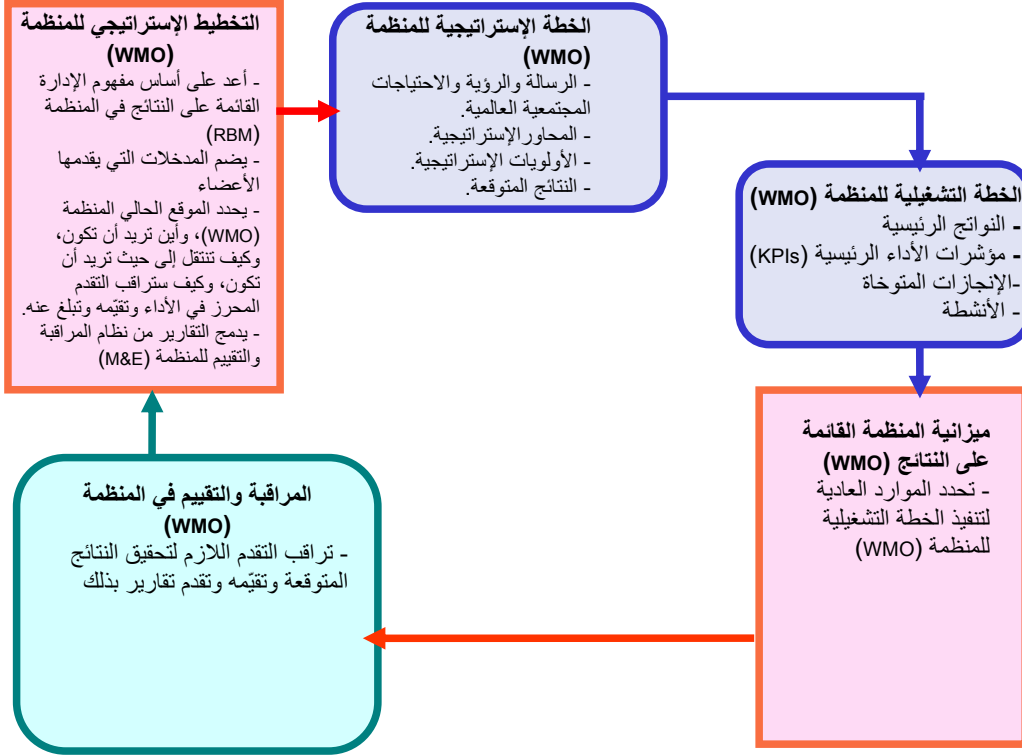 التخطيط الإستراتيجي للمنظمة
(WMO)
- أعد على أساس مفهوم الإدارة
القائمة على النتائج في المنظمة
(RBM)
- يضم المدخلات التي يقدمها
الأعضاء
- يحدد الموقع الحالي المنظمة
(WMO)، وأين تريد أن تكون،
وكيف تنتقل إلى حيث تريد أن
تكون، وكيف ستراقب التقدم
المحرز في الأداء وتقيّمه وتبلغ عنه.
- يدمج التقارير من نظام المراقبة
والتقييم للمنظمة (M&E)
الخطة الإستراتيجية للمنظمة
(WMO)
- الرسالة والرؤية والاحتياجات
المجتمعية العالمية.
- المحاورالإستراتيجية.
- الأولويات الإستراتيجية.
- النتائج المتوقعة.
الخطة التشغيلية للمنظمة (WMO)
- النواتج الرئيسية
- مؤشرات الأداء الرئيسية (KPIs)
-الإنجازات المتوخاة
- الأنشطة
ميزانية المنظمة القائمة
على النتائج (WMO)
- تحدد الموارد العادية
لتنفيذ الخطة التشغيلية
للمنظمة (WMO)
المراقبة والتقييم في المنظمة
(WMO)
- تراقب التقدم اللازم لتحقيق النتائج
المتوقعة وتقيّمه وتقدم تقارير بذلك